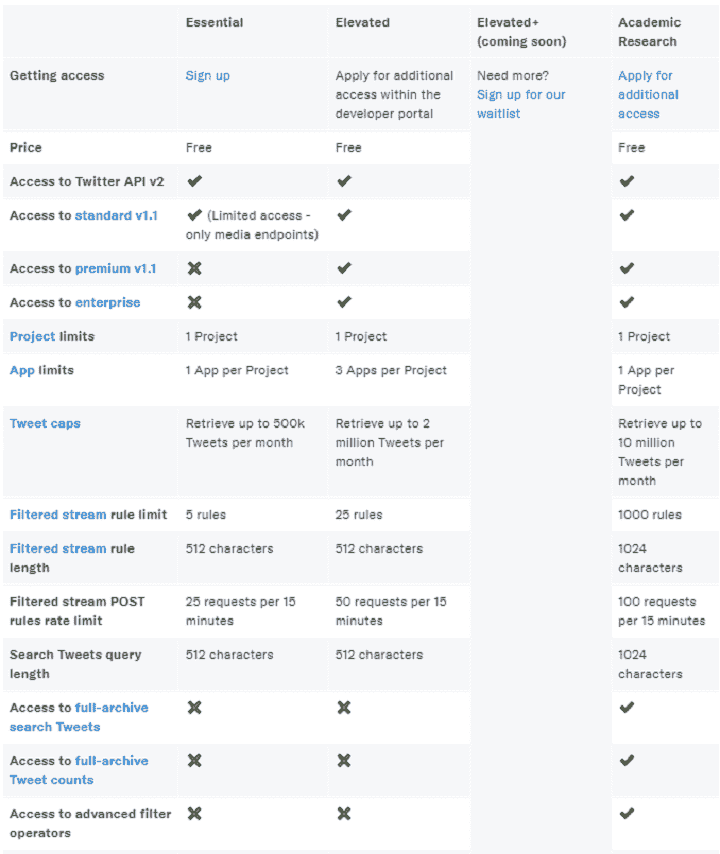 Essential Elevated Elevated+ Academic
(coming soon) Research
Getting access Sign up Apply for additional Need more? Apply for
access within the Sign up for our additional
developer portal waitlist access
Price Free Free Free
Access to Twitter API v2 ✔ ✔ ✔
Access to standard v1.1 ✔ (Limited access - ✔ ✔
only media endpoints)
Access to premium v1.1 ✖ ✔ ✔
Access to enterprise ✖ ✔ ✔
Project limits 1 Project 1 Project 1 Project
App limits 1 App per Project 3 Apps per Project 1 App per
Project
Tweet caps Retrieve up to 500k Retrieve up to 2 Retrieve up to
Tweets per month million Tweets per 10 million
month Tweets per
month
Filtered stream rule limit 5 rules 25 rules 1000 rules
Filtered stream rule 512 characters 512 characters 1024
length characters
Filtered stream POST 25 requests per 15 50 requests per 15 100 requests
rules rate limit minutes minutes per 15 minutes
Search Tweets query 512 characters 512 characters 1024
length characters
Access to full-archive ✖ ✖ ✔
search Tweets
Access to full-archive ✖ ✖ ✔
Tweet counts
Access to advanced filter ✖ ✖ ✔
operators